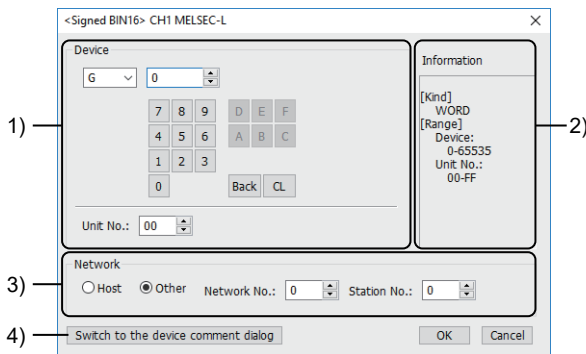 <Signed BIN16> CH1 MELSEC-L
Device
G 0
7 8 9 D E F
4 5 6 A B C
1 2 3
0 Back CL
Unit No.: 00
Information
[Kind]
WORD
[Range]
Device:
0-65535
Unit No.:
00-FF
1)
2)
Network
Host Other Network No.: 0 Station No.: 0
3)
4)
Switch to the device comment dialog OK Cancel